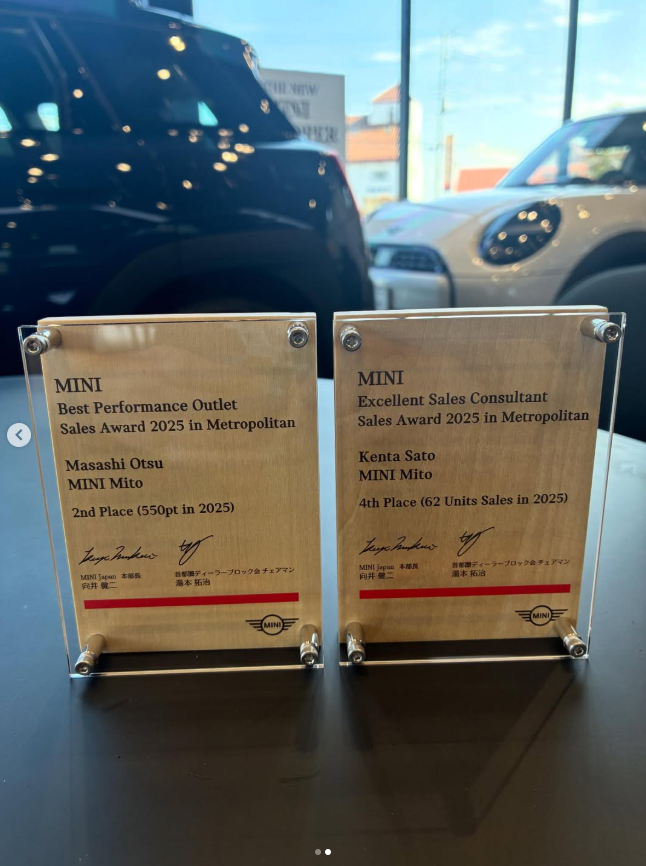 THE NEW
MINI
Best Performance Outlet
Sales Award 2025 in Metropolitan
Masashi Otsu
MINI Mito
2nd Place (550pt in 2025)
MINI Japan 本部長
向井 健二
首都圏ディーラーブロック会 チェアマン
湯本 拓治
MINI
MINI
Excellent Sales Consultant
Sales Award 2025 in Metropolitan
Kenta Sato
MINI Mito
4th Place (62 Units Sales in 2025)
MINI Japan 本部長
向井 健二
首都圏ディーラーブロック会 チェアマン
湯本 拓治
MINI